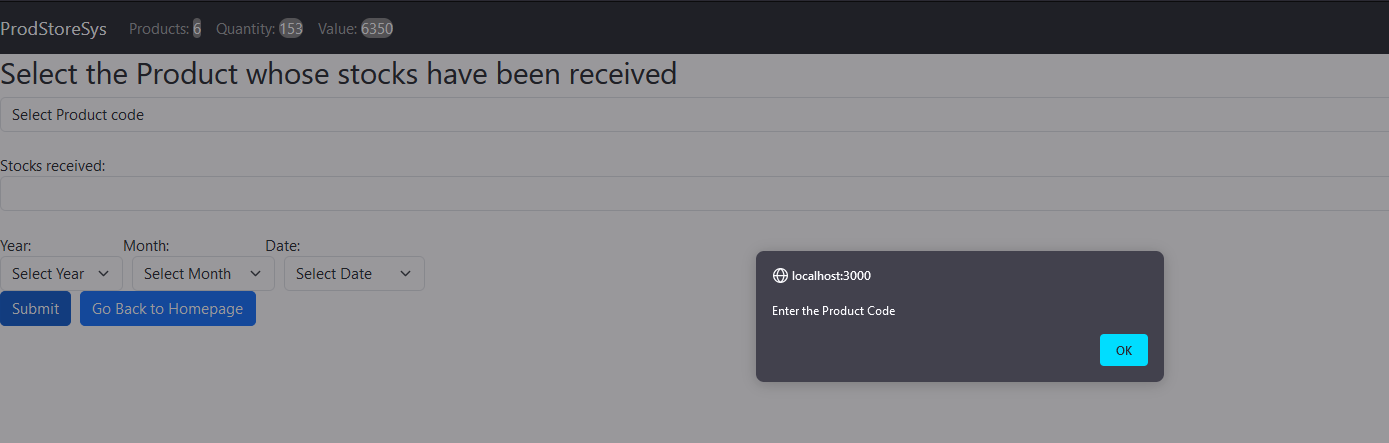 ProdStoreSys Products: 6 Quantity: 153 Value: 6350
Select the Product whose stocks have been received
Select Product code
Stocks received:
Year: Month: Date:
Select Year Select Month Select Date
Submit Go Back to Homepage
localhost:3000
Enter the Product Code
OK